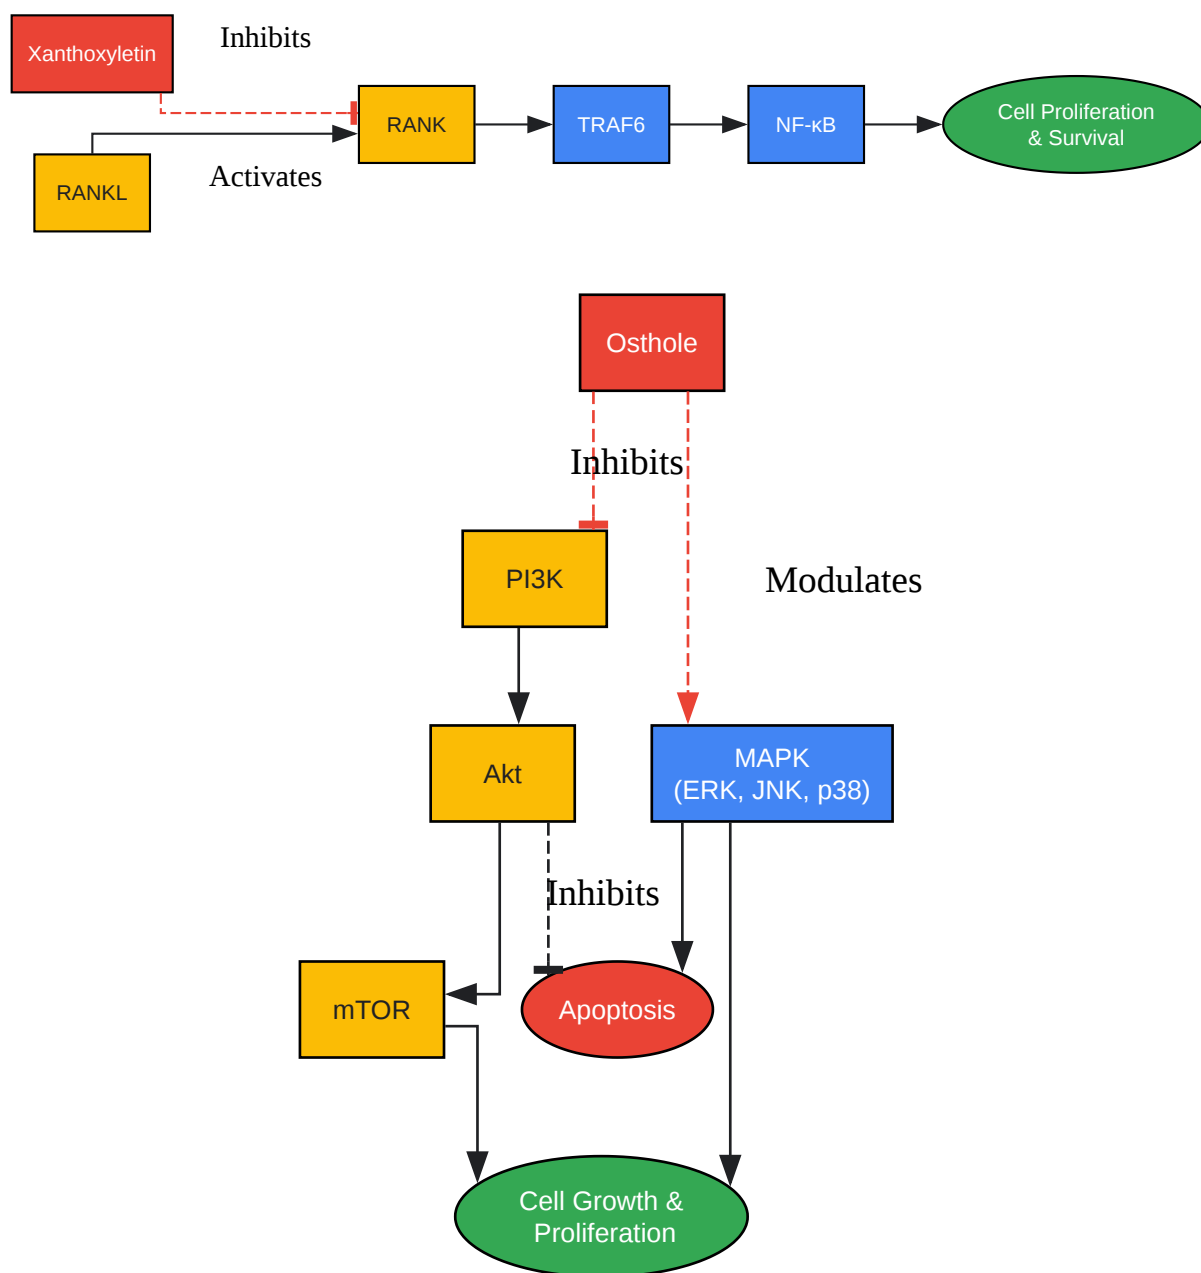 Xanthoxyletin
Inhibits
RANK
TRAF6
NF-κB
Cell Proliferation
& Survival
Activates
RANKL
Osthole
Inhibits
PI3K
Modulates
Akt
MAPK
(ERK, JNK, p38)
Inhibits
mTOR
Apoptosis
Cell Growth &
Proliferation